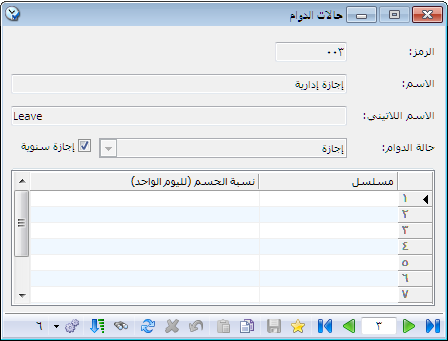 حالات الدوام
الرمز: ٠٠٣
الاسم: إجازة إدارية
الاسم اللاتيني: Leave
حالة الدوام: إجازة إجازة سنوية
مسلسل نسبة الحسم (لليوم الواحد)
١
٢
٣
٤
٥
٦
٧
٣ ٦